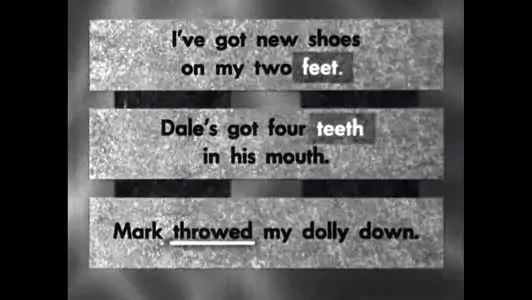 I've got new shoes
on my two feet.
Dale's got four teeth
in his mouth.
Mark throwed my dolly down.